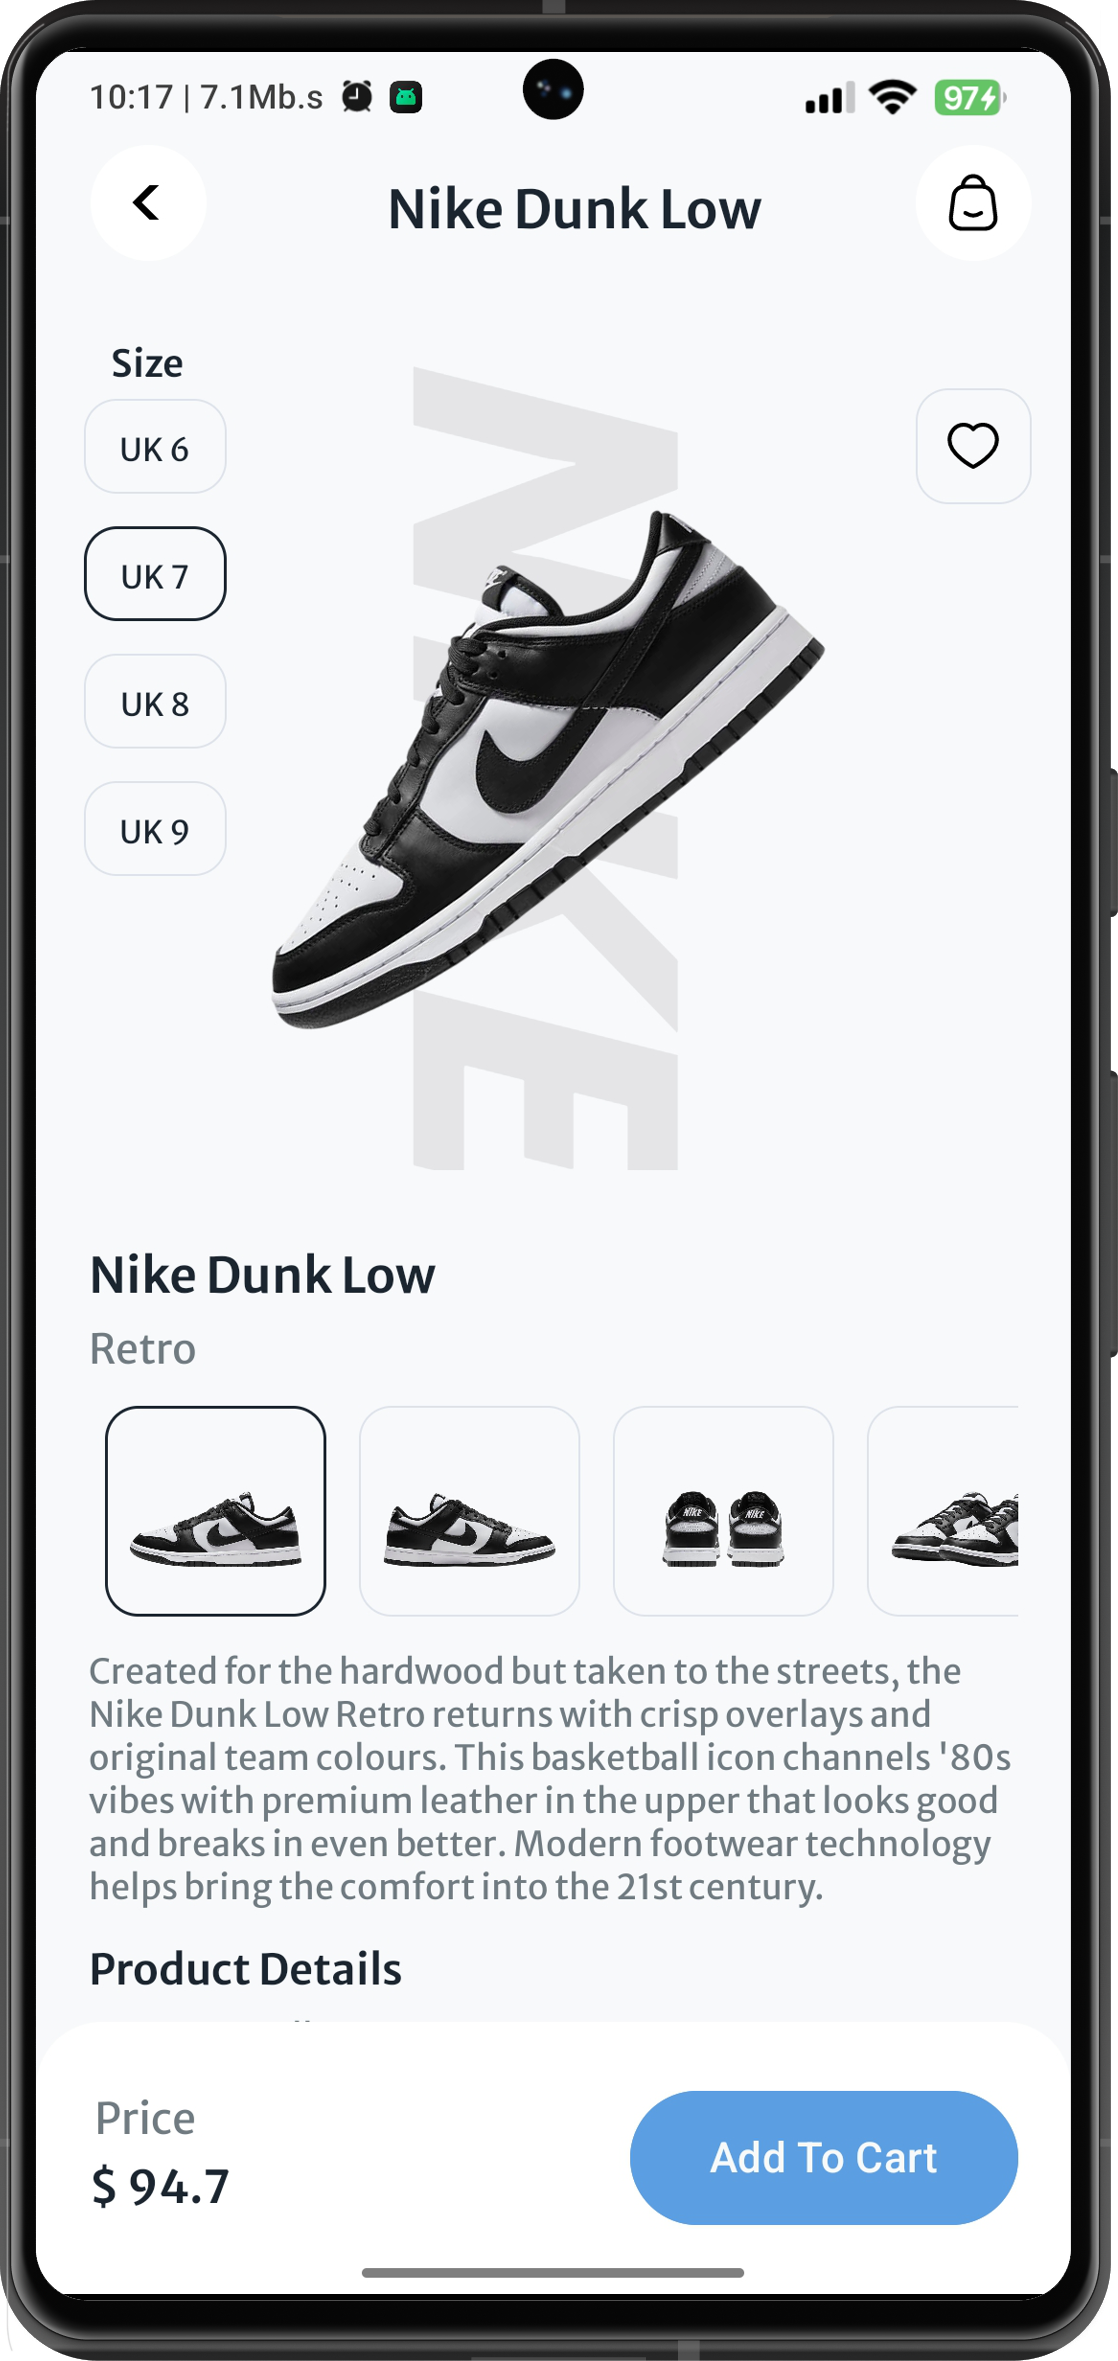 10:17 | 7.1Mb.s
97
Nike Dunk Low
Size
UK 6
UK 7
UK 8
UK 9
NIKE
Nike Dunk Low
Retro
NIKE NIKE
Created for the hardwood but taken to the streets, the
Nike Dunk Low Retro returns with crisp overlays and
original team colours. This basketball icon channels '80s
vibes with premium leather in the upper that looks good
and breaks in even better. Modern footwear technology
helps bring the comfort into the 21st century.
Product Details
Price
$ 94.7
Add To Cart